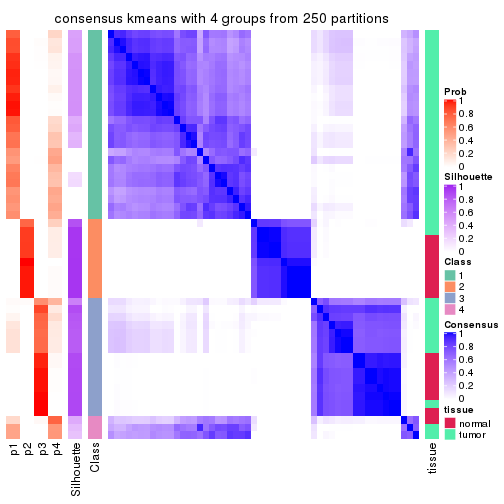 consensus kmeans with 4 groups from 250 partitions
Prob
1
0.8
0.6
0.4
0.2
0
Silhouette
1
0.8
0.6
0.4
0.2
0
Class
1
2
3
4
Consensus
1
0.8
0.6
0.4
0.2
0
tissue
normal
tumor
p1
p2
p3
p4
Silhouette
Class
tissue